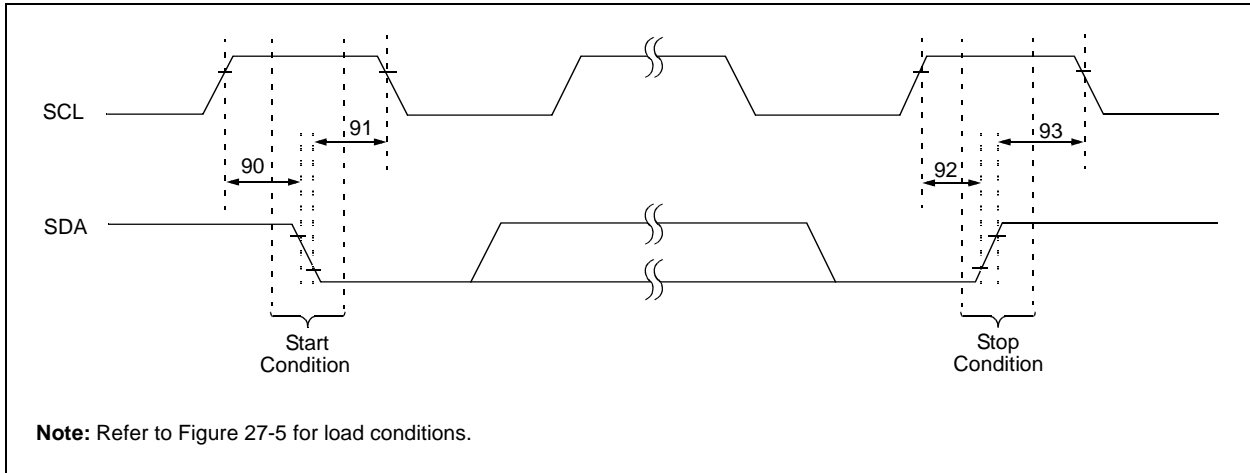 SCL
91
93
90
92
SDA
Start
Condition
Stop
Condition
Note: Refer to Figure 27-5 for load conditions.